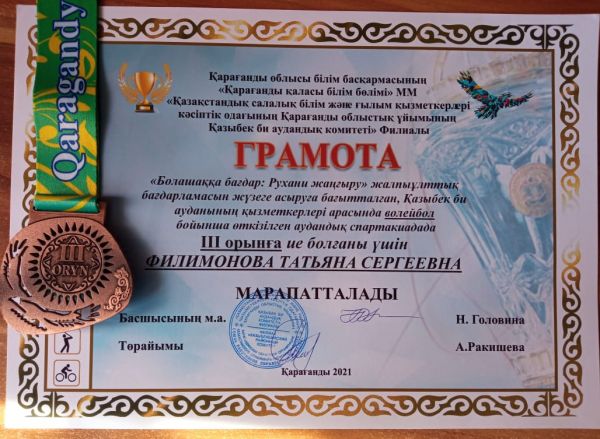 Қарағанды облысы білім басқармасының
«Қарағанды қаласы білім бөлімі» ММ
«Қазақстандық салалық білім және ғылым қызметкерлері
кәсіптік одағының Қарағанды облыстық ұйымының
Қазыбек би аудандық комитеті» Филиалы
ГРАМОТА
«Болашаққа бағдар: Рухани жаңғыру» жалпыұлттық
бағдарламасын жүзеге асыруға бағытталған, Қазыбек би
ауданының қызметкерлері арасында волейбол
бойынша өткізілген аудандық спартакиадада
III орынға ие болғаны үшін
ФИЛИМОНОВА ТАТЬЯНА СЕРГЕЕВНА
МАРАПАТТАЛАДЫ
Басшысының м.а.
Н. Головина
Төрайымы
А.Ракишева
Қарағанды 2021
Qaragandy
III
ORYN